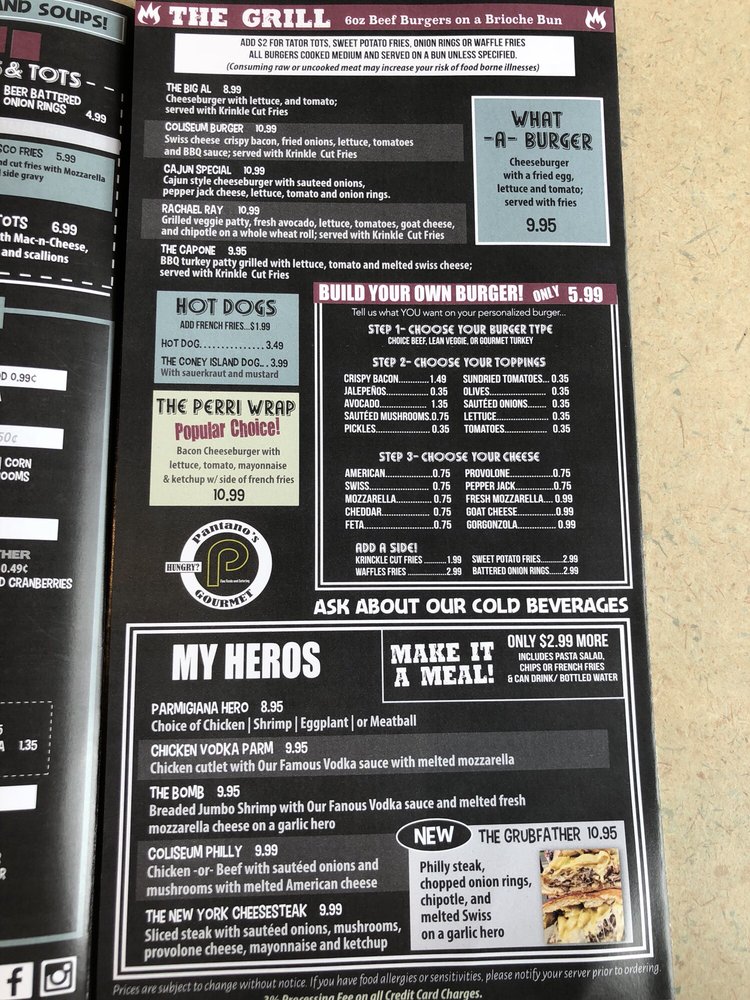 AND SOUPS!
& TOTS
BEER BATTERED
ONION RINGS 4.99
SCO FRIES 5.99
nd cut fries with Mozzarella
side gravy
TOTS 6.99
th Mac-n-Cheese,
and scallions
OD 0.99¢
50¢
CORN
ROOMS
THER
0.49¢
D CRANBERRIES
A 1.35
THE GRILL 6oz Beef Burgers on a Brioche Bun
ADD $2 FOR TATOR TOTS, SWEET POTATO FRIES, ONION RINGS OR WAFFLE FRIES
ALL BURGERS COOKED MEDIUM AND SERVED ON A BUN UNLESS SPECIFIED.
(Consuming raw or uncooked meat may increase your risk of food borne illnesses)
THE BIG AL 8.99
Cheeseburger with lettuce, and tomato;
served with Krinkle Cut Fries
COLISEUM BURGER 10.99
Swiss cheese crispy bacon, fried onions, lettuce, tomatoes
and BBQ sauce; served with Krinkle Cut Fries
CAJUN SPECIAL 10.99
Cajun style cheeseburger with sauteed onions,
pepper jack cheese, lettuce, tomato and onion rings.
RACHAEL RAY 10.99
Grilled veggie patty, fresh avocado, lettuce, tomatoes, goat cheese,
and chipotle on a whole wheat roll; served with Krinkle Cut Fries
THE CAPONE 9.95
BBQ turkey patty grilled with lettuce, tomato and melted swiss cheese;
served with Krinkle Cut Fries
WHAT
-A- BURGER
Cheeseburger
with a fried egg,
lettuce and tomato;
served with fries
9.95
HOT DOGS
ADD FRENCH FRIES...$1.99
HOT DOG............... 3.49
THE CONEY ISLAND DOG... 3.99
With sauerkraut and mustard
THE PERRI WRAP
Popular Choice!
Bacon Cheeseburger with
lettuce, tomato, mayonnaise
& ketchup w/ side of french fries
10.99
Pantano's
HUNGRY?
P
GOURMET
BUILD YOUR OWN BURGER! ONLY 5.99
Tell us what YOU want on your personalized burger...
STEP 1- CHOOSE YOUR BURGER TYPE
CHOICE BEEF, LEAN VEGGIE, OR GOURMET TURKEY
STEP 2- CHOOSE YOUR TOPPINGS
CRISPY BACON............ 1.49 SUNDRIED TOMATOES... 0.35
JALEPEÑOS................ 0.35 OLIVES..................... 0.35
AVOCADO................... 1.35 SAUTÉED ONIONS....... 0.35
SAUTÉED MUSHROOMS.0.75 LETTUCE................... 0.35
PICKLES.................... 0.35 TOMATOES................ 0.35
STEP 3- CHOOSE YOUR CHEESE
AMERICAN.................0.75 PROVOLONE...............0.75
SWISS......................0.75 PEPPER JACK.............0.75
MOZZARELLA............. 0.75 FRESH MOZZARELLA.... 0.99
CHEDDAR..................0.75 GOAT CHEESE.............0.99
FETA........................0.75 GORGONZOLA.............. 0.99
ADD A SIDE!
KRINCKLE CUT FRIES ..........1.99 SWEET POTATO FRIES..........2.99
WAFFLES FRIES ................2.99 BATTERED ONION RINGS......2.99
ASK ABOUT OUR COLD BEVERAGES
MY HEROS
MAKE IT
A MEAL!
ONLY $2.99 MORE
INCLUDES PASTA SALAD,
CHIPS OR FRENCH FRIES
& CAN DRINK/ BOTTLED WATER
PARMIGIANA HERO 8.95
Choice of Chicken | Shrimp | Eggplant | or Meatball
CHICKEN VODKA PARM 9.95
Chicken cutlet with Our Famous Vodka sauce with melted mozzarella
THE BOMB 9.95
Breaded Jumbo Shrimp with Our Fanous Vodka sauce and melted fresh
mozzarella cheese on a garlic hero
COLISEUM PHILLY 9.99
Chicken -or- Beef with sautéed onions and
mushrooms with melted American cheese
THE NEW YORK CHEESESTEAK 9.99
Sliced steak with sautéed onions, mushrooms,
provolone cheese, mayonnaise and ketchup
NEW THE GRUBFATHER 10.95
Philly steak,
chopped onion rings,
chipotle, and
melted Swiss
on a garlic hero
Prices are subject to change without notice. If you have food allergies or sensitivities, please notify your server prior to ordering.
3% Processing Fee on all Credit Card Charges.